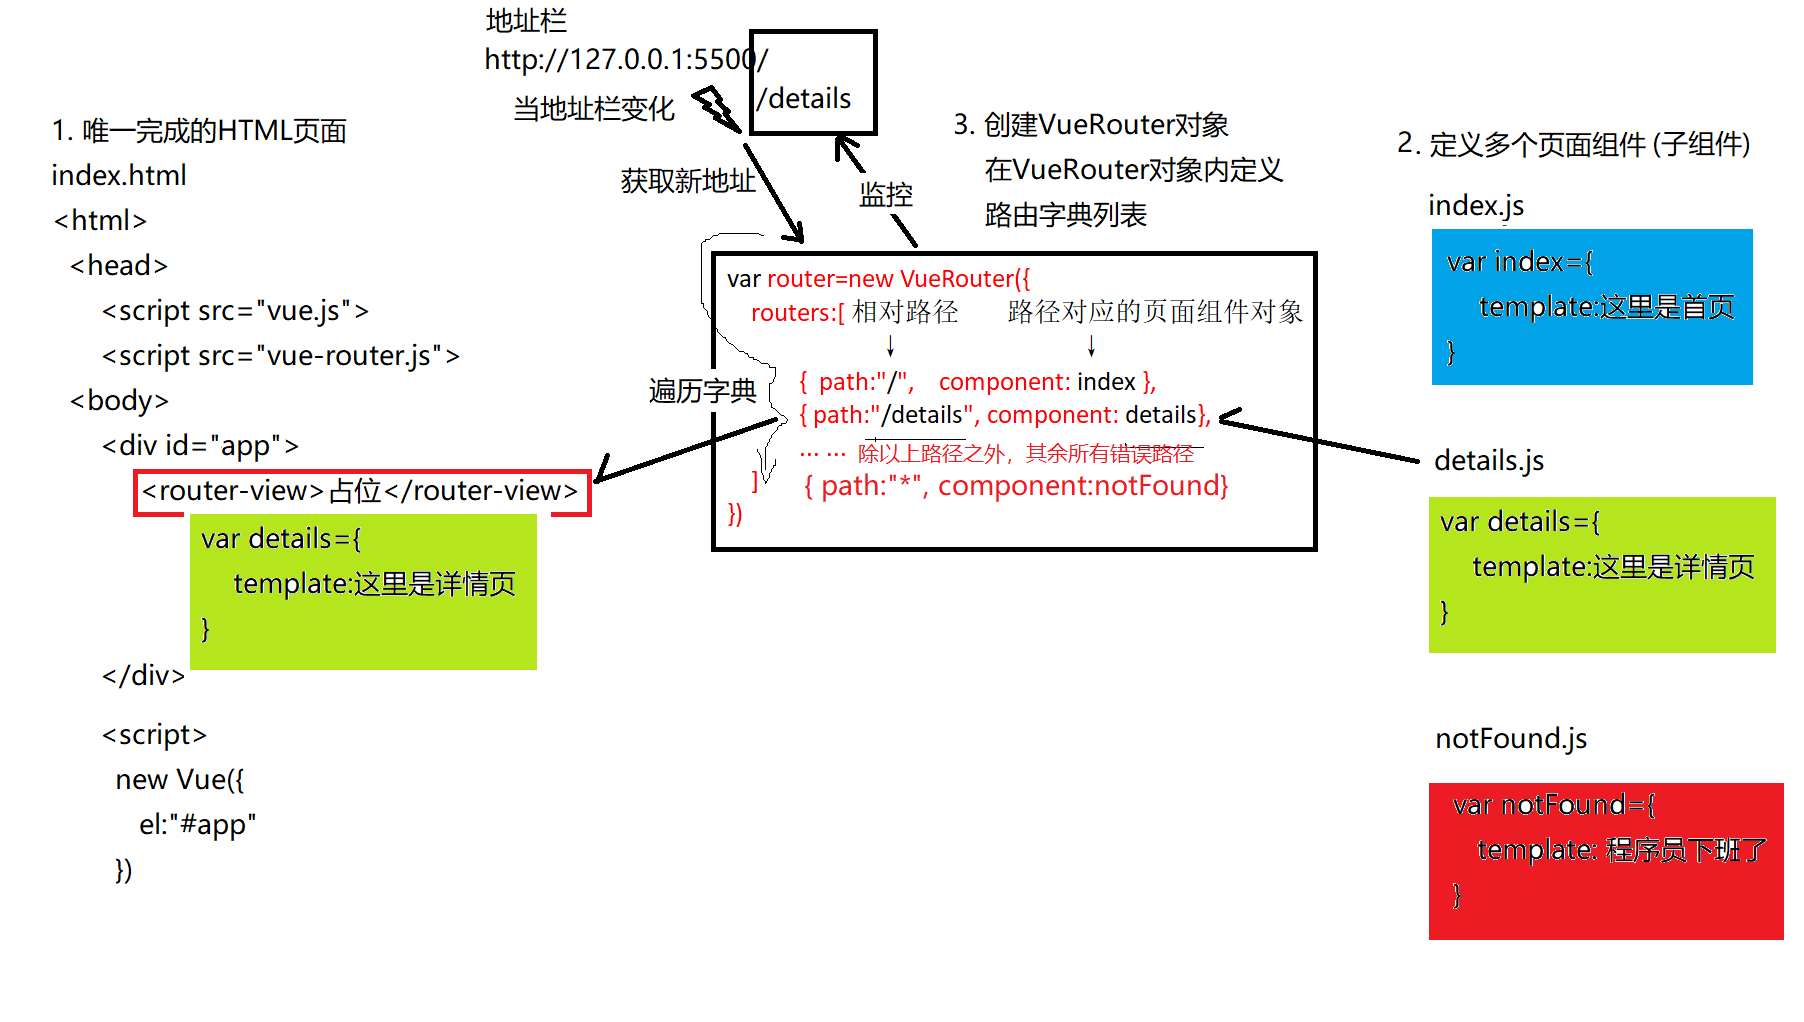 地址栏
http://127.0.0.1:5500/
/details
当地址栏变化
获取新地址
监控
1. 唯一完成的HTML页面
index.html
<html>
<head>
<script src="vue.js">
<script src="vue-router.js">
<body>
<div id="app">
<router-view>占位</router-view>
var details={
template:这里是详情页
}
</div>
<script>
new Vue({
el:"#app"
})
3. 创建VueRouter对象
在VueRouter对象内定义
路由字典列表
var router=new VueRouter({
routers:[ 相对路径 路径对应的页面组件对象
↓ ↓
{ path:"/", component: index },
{ path:"/details", component: details},
… … 除以上路径之外，其余所有错误路径
] { path:"*", component:notFound}
})
遍历字典
2. 定义多个页面组件 (子组件)
index.js
var index={
template:这里是首页
}
details.js
var details={
template:这里是详情页
}
notFound.js
var notFound={
template: 程序员下班了
}